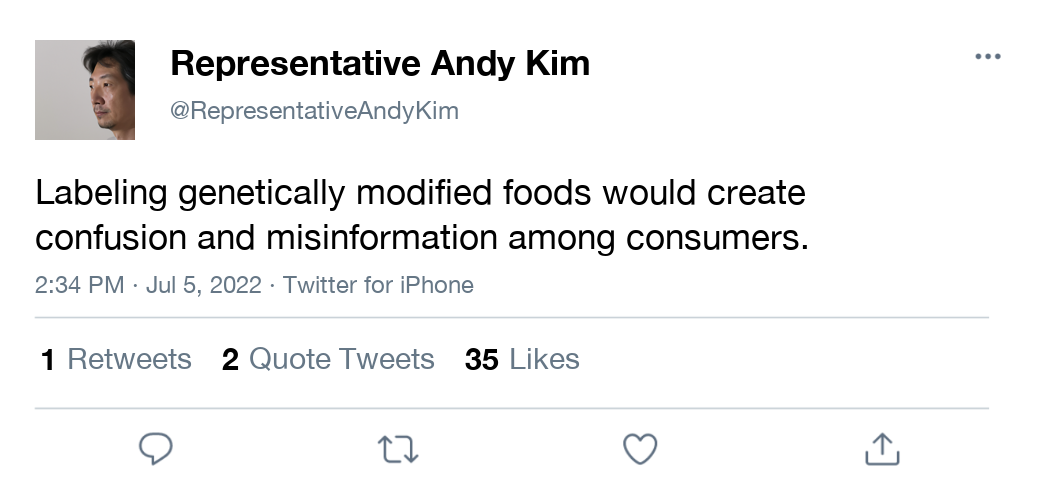 Representative Andy Kim
@RepresentativeAndyKim
Labeling genetically modified foods would create
confusion and misinformation among consumers.
2:34 PM · Jul 5, 2022 · Twitter for iPhone
1 Retweets 2 Quote Tweets 35 Likes